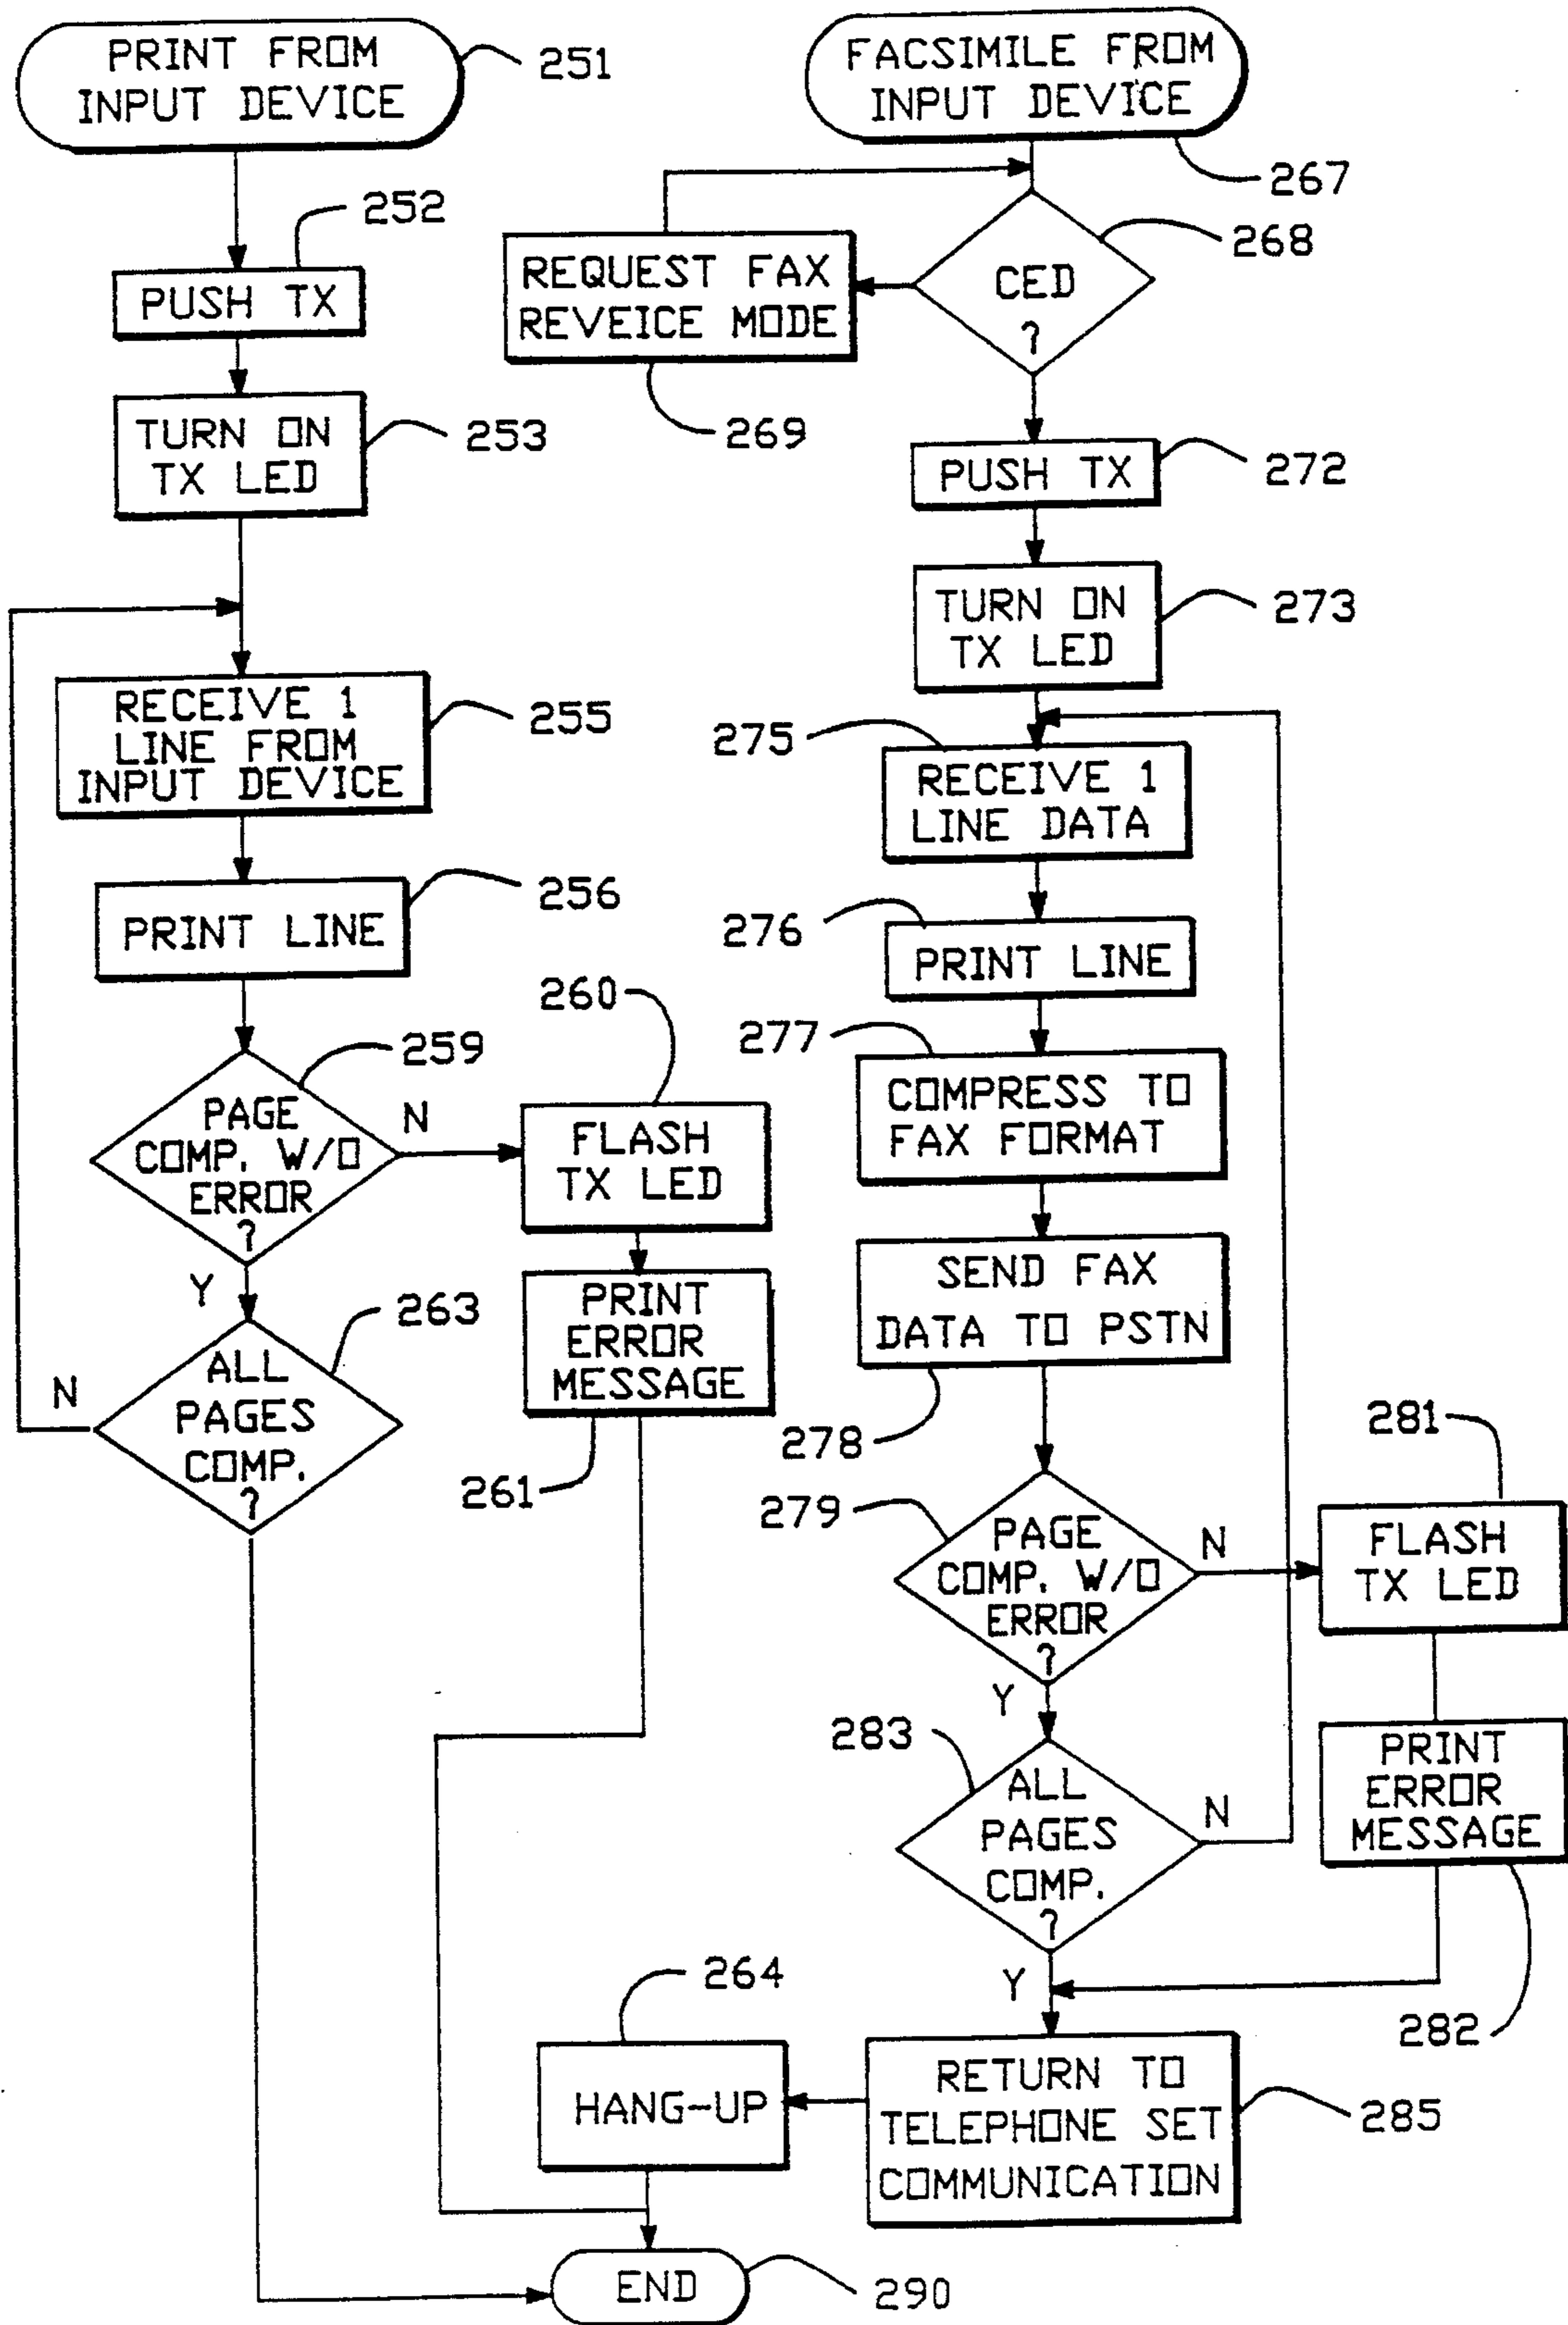 PRINT FROM
INPUT DEVICE
251
252
PUSH TX
TURN ON
TX LED
253
RECEIVE 1
LINE FROM
INPUT DEVICE
255
PRINT LINE
256
259
PAGE
COMP. W/O
ERROR
?
N
Y
260
FLASH
TX LED
PRINT
ERROR
MESSAGE
261
263
ALL
PAGES
COMP.
?
N
FACSIMILE FROM
INPUT DEVICE
267
268
CED
?
REQUEST FAX
REVEICE MODE
269
PUSH TX
272
TURN ON
TX LED
273
275
RECEIVE 1
LINE DATA
276
PRINT LINE
277
COMPRESS TO
FAX FORMAT
SEND FAX
DATA TO PSTN
278
279
PAGE
COMP. W/O
ERROR
?
N
Y
281
FLASH
TX LED
PRINT
ERROR
MESSAGE
282
283
ALL
PAGES
COMP.
?
N
Y
RETURN TO
TELEPHONE SET
COMMUNICATION
285
264
HANG-UP
END
290